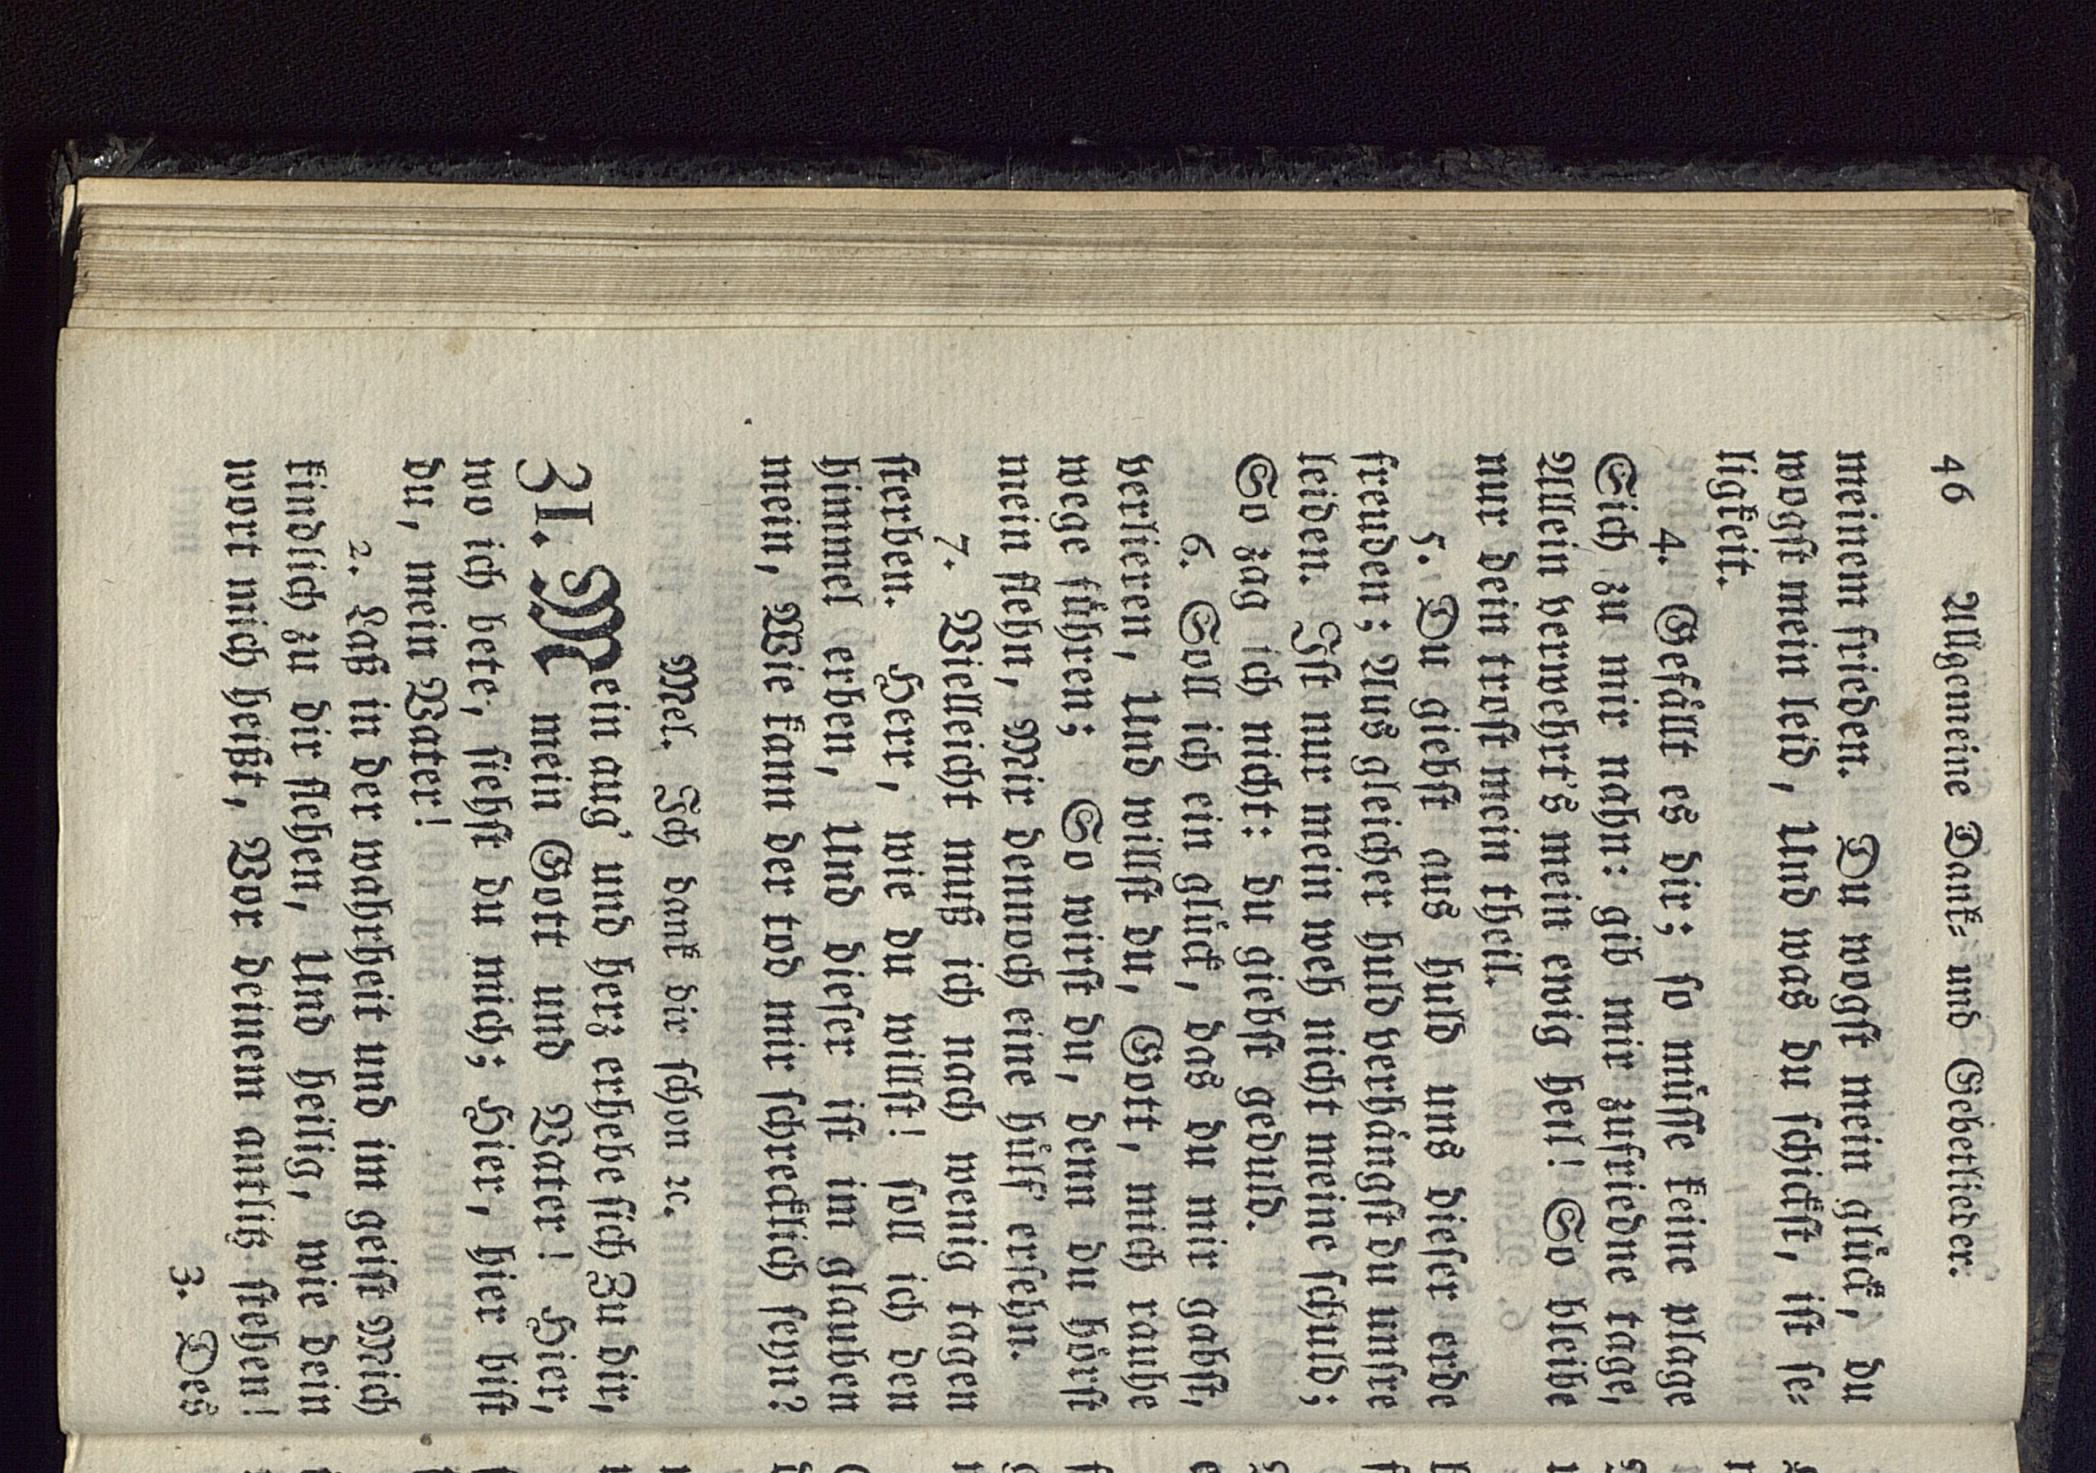 46 Allgemeine Dank- und Gebetlieder.
meinem frieden. Du wogst mein glück, du
wogst mein leid, Und was du schickst, ist se-
ligkeit.
4. Gefällt es dir; so müsse keine plage
Sich zu mir nahn: gib mir zufriedne tage,
Allein verwehrt's mein ewig heil! So bleibe
nur dein trost mein theil.
5. Du giebst aus huld uns dieser erde
freuden; Aus gleicher huld verhängst du unsre
leiden. Ist nur mein weh nicht meine schuld;
So zag ich nicht: du giebst geduld.
6. Soll ich ein glück, das du mir gabst,
verlieren, Und willst du, Gott, mich rauhe
wege führen; So wirst du, denn du hörst
mein flehn, Mir dennoch eine hülf' ersehn.
7. Vielleicht muß ich nach wenig tagen
sterben. Herr, wie du willst! soll ich den
himmel erben, Und dieser ist im glauben
mein, Wie kann der tod mir schrecklich seyn?
Mel. Ich dank dir schon ꝛc.
31. Mein aug' und herz erhebe sich Zu dir,
mein Gott und Vater! Hier,
wo ich bete, siehst du mich; Hier, hier bist
du, mein Vater!
2. Laß in der wahrheit und im geist Mich
kindlich zu dir flehen, Und heilig, wie dein
wort mich heißt, Vor deinem antlitz stehen!
3. Des